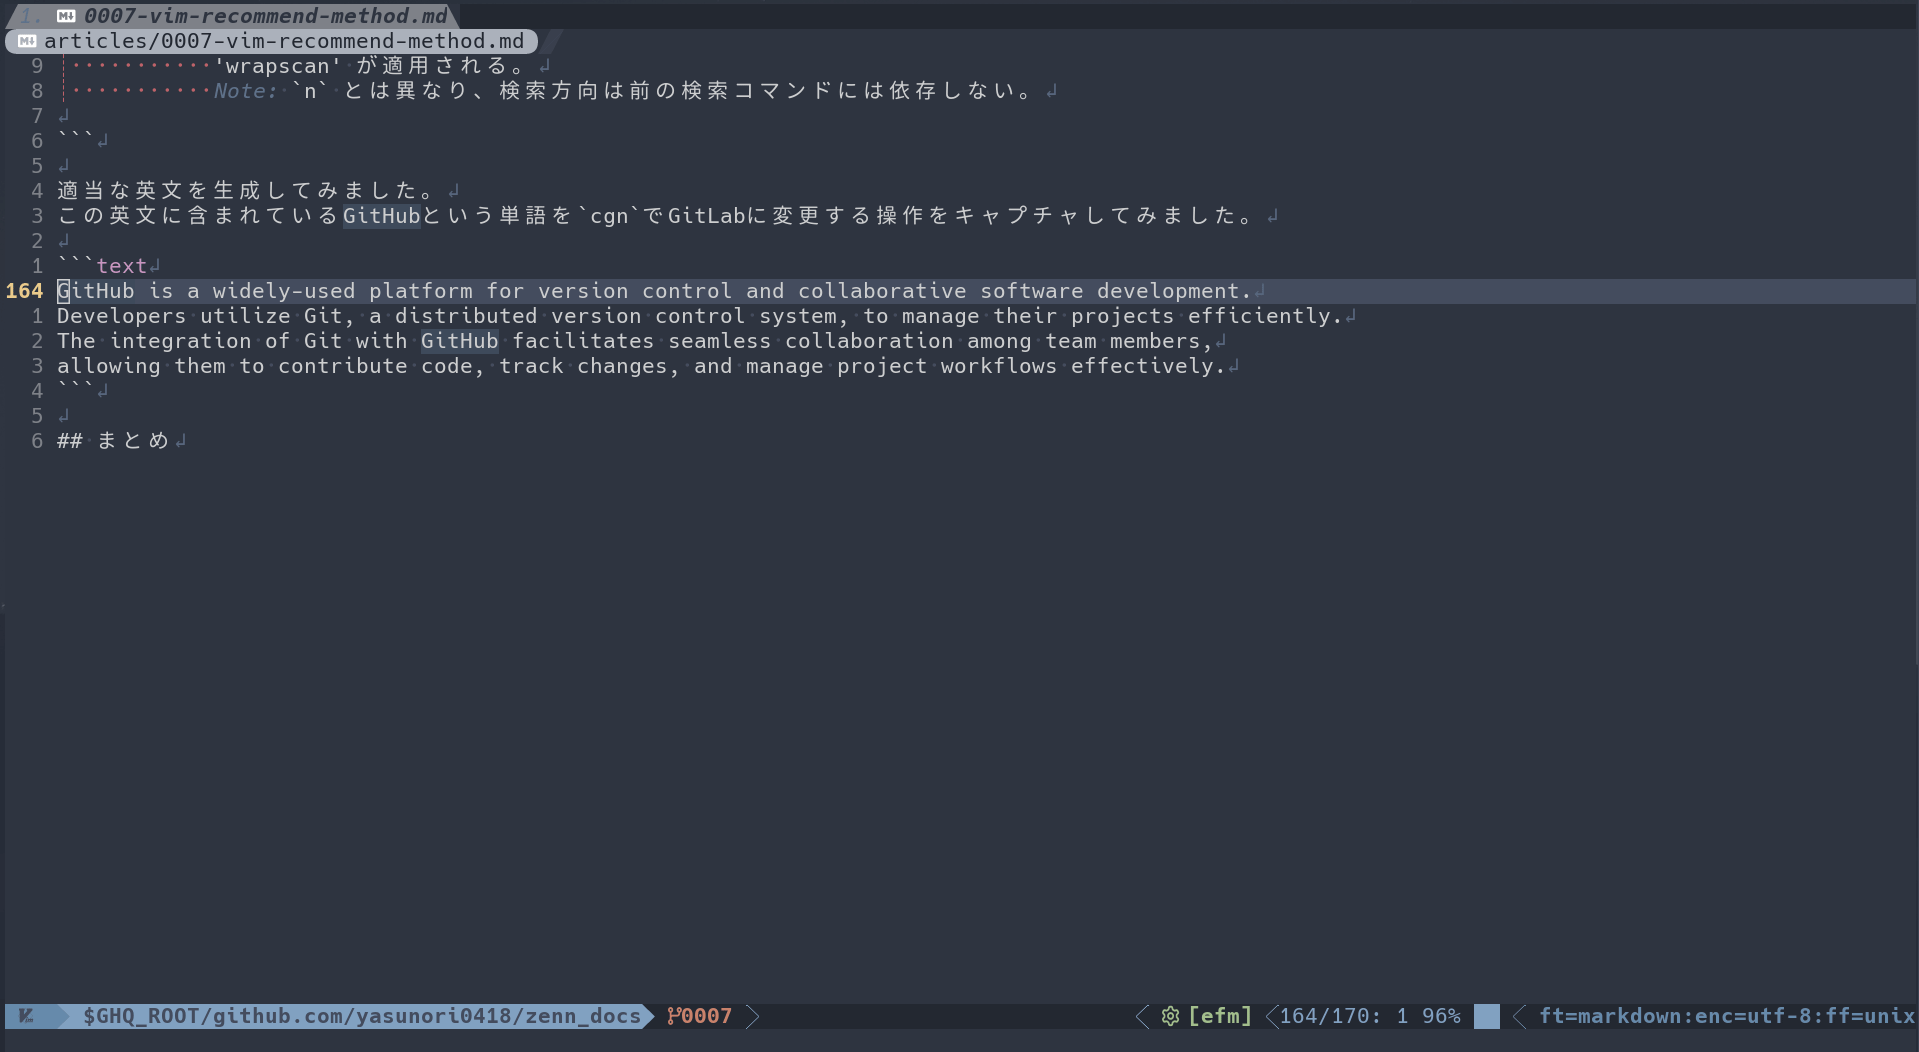 1. 0007-vim-recommend-method.md
articles/0007-vim-recommend-method.md
9 ···········'wrapscan' が適用される。
8 ···········Note: `n` とは異なり、検索方向は前の検索コマンドには依存しない。
7
6 ```
5
4 適当な英文を生成してみました。
3 この英文に含まれているGitHubという単語を`cgn`でGitLabに変更する操作をキャプチャしてみました。
2
1 ```text
164 GitHub is a widely-used platform for version control and collaborative software development.
1 Developers utilize Git, a distributed version control system, to manage their projects efficiently.
2 The integration of Git with GitHub facilitates seamless collaboration among team members,
3 allowing them to contribute code, track changes, and manage project workflows effectively.
4 ```
5
6 ## まとめ
$GHQ_ROOT/github.com/yasunori0418/zenn_docs 0007 [efm] 164/170: 1 96% ft=markdown:enc=utf-8:ff=unix